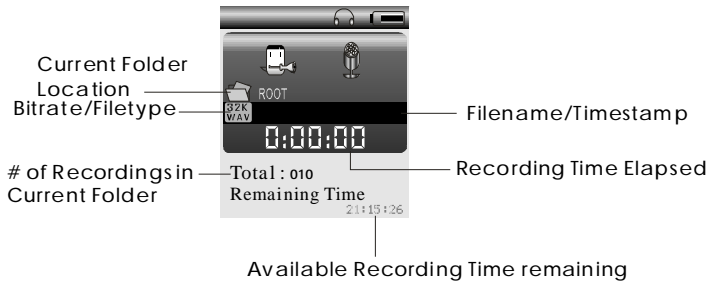 Current Folder
Location
Bitrate/Filetype
ROOT
32K
WAV
Filename/Timestamp
0:00:00
Recording Time Elapsed
# of Recordings in
Current Folder
Total : 010
Remaining Time
21:15:26
Available Recording Time remaining